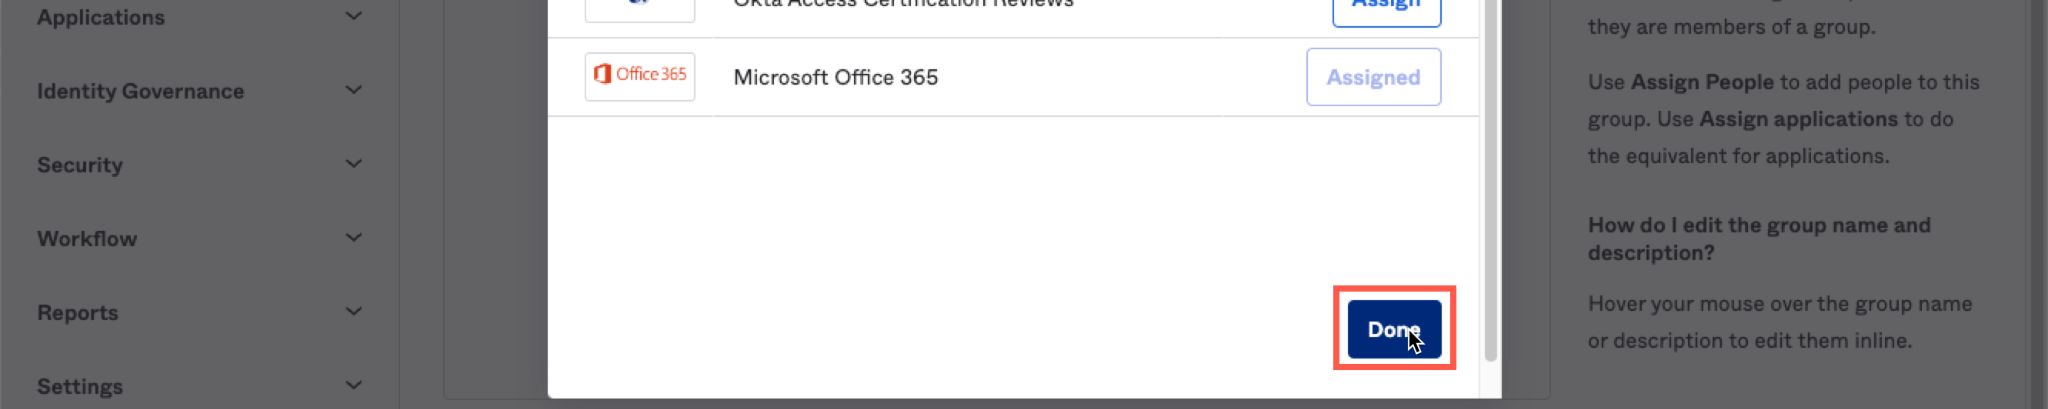 Applications
Identity Governance
Security
Workflow
Reports
Settings
Okta Access Certification Reviews
Assign
Office 365
Microsoft Office 365
Assigned
Done
they are members of a group.
Use Assign People to add people to this
group. Use Assign applications to do
the equivalent for applications.
How do I edit the group name and
description?
Hover your mouse over the group name
or description to edit them inline.